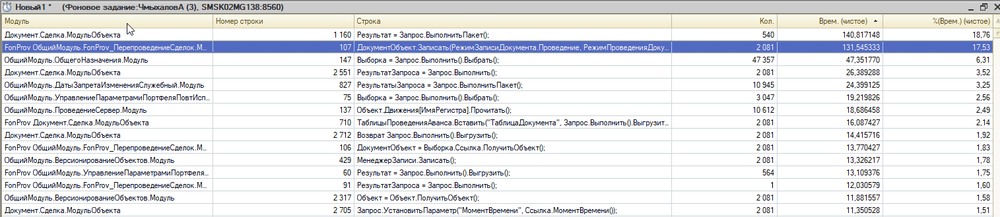 Новый1 * (Фоновое задание:ЧмыхаловА (3), SMSK02MG138:8560)
Модуль Номер строки Строка Кол. Врем. (чистое) %(Врем.) (чистое)
Документ.Сделка.МодульОбъекта 1 160 Результат = Запрос.ВыполнитьПакет(); 540 140,817148 18,76
FonProv ОбщийМодуль.FonProv_ПерепроведениеСделок.М... 107 ДокументОбъект.Записать(РежимЗаписиДокумента.Проведение, РежимПроведенияДоку... 2 081 131,545333 17,53
ОбщийМодуль.ОбщегоНазначения.Модуль 147 Выборка = Запрос.Выполнить().Выбрать(); 47 357 47,351770 6,31
Документ.Сделка.МодульОбъекта 2 551 РезультатЗапроса = Запрос.Выполнить(); 2 081 26,389288 3,52
ОбщийМодуль.ДатыЗапретаИзмененияСлужебный.Модуль 827 РезультатыЗапроса = Запрос.ВыполнитьПакет(); 10 945 24,399125 3,25
ОбщийМодуль.УправлениеПараметрамиПортфеляПовтИсп... 75 Выборка = Запрос.Выполнить().Выбрать(); 3 047 19,219826 2,56
ОбщийМодуль.ПроведениеСервер.Модуль 137 Объект.Движения[ИмяРегистра].Прочитать(); 10 612 18,686458 2,49
FonProv Документ.Сделка.МодульОбъекта 710 ТаблицыПроведенияАванса.Вставить("ТаблицаДокумента", Запрос.Выполнить().Выгрузит... 2 081 16,087427 2,14
Документ.Сделка.МодульОбъекта 2 712 Возврат Запрос.Выполнить().Выгрузить(); 2 081 14,415716 1,92
FonProv ОбщийМодуль.FonProv_ПерепроведениеСделок.М... 106 ДокументОбъект = Выборка.Ссылка.ПолучитьОбъект(); 2 081 13,770427 1,83
ОбщийМодуль.ВерсионированиеОбъектов.Модуль 429 МенеджерЗаписи.Записать(); 2 081 13,326217 1,78
FonProv ОбщийМодуль.УправлениеПараметрамиПортфеля... 60 Результат = Запрос.Выполнить().Выгрузить(); 564 13,109376 1,75
FonProv ОбщийМодуль.FonProv_ПерепроведениеСделок.М... 91 РезультатЗапроса = Запрос.Выполнить(); 1 12,030579 1,60
ОбщийМодуль.ВерсионированиеОбъектов.Модуль 2 317 Объект = Объект.ПолучитьОбъект(); 2 081 11,881557 1,58
Документ.Сделка.МодульОбъекта 2 705 Запрос.УстановитьПараметр("МоментВремени", Ссылка.МоментВремени()); 2 081 11,350528 1,51